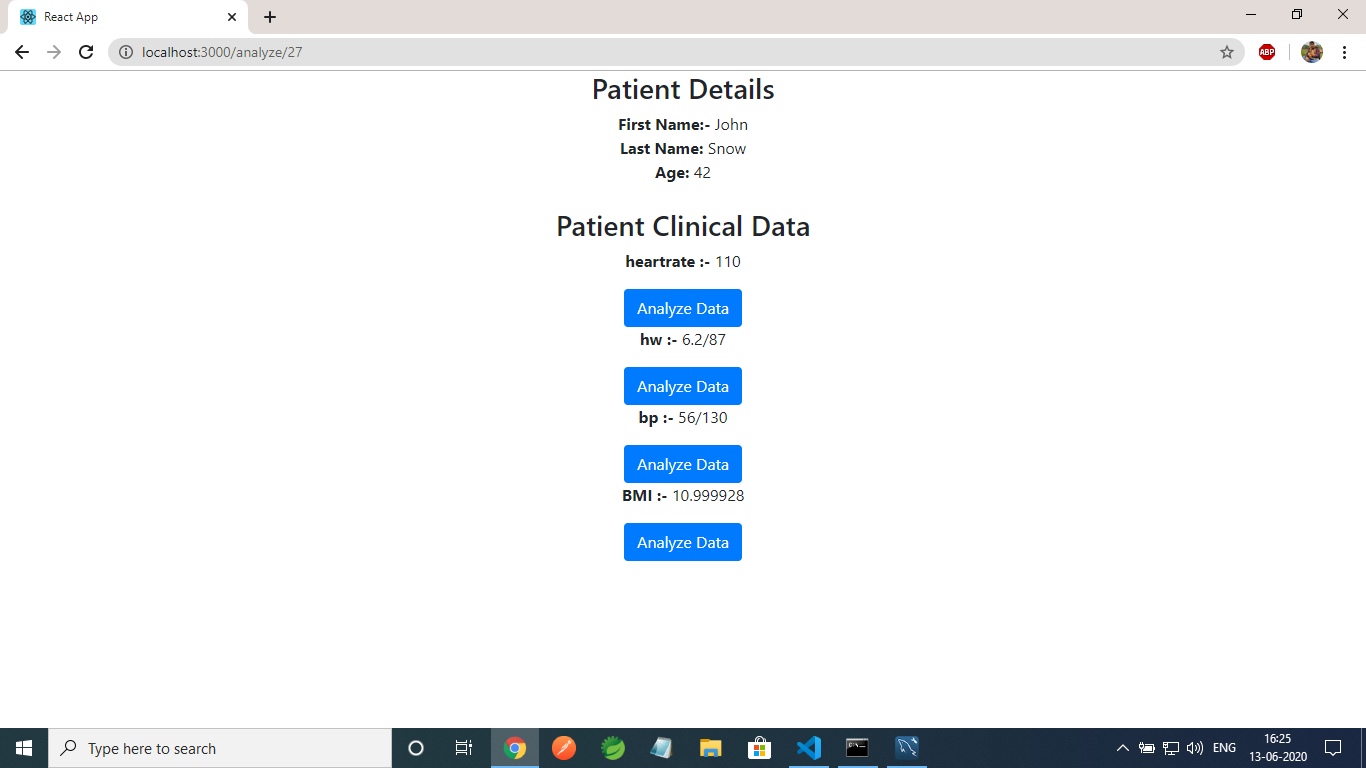 React App
localhost:3000/analyze/27
ABP
Patient Details
First Name:- John
Last Name: Snow
Age: 42
Patient Clinical Data
heartrate :- 110
Analyze Data
hw :- 6.2/87
Analyze Data
bp :- 56/130
Analyze Data
BMI :- 10.999928
Analyze Data
Type here to search
ENG
16:25
13-06-2020